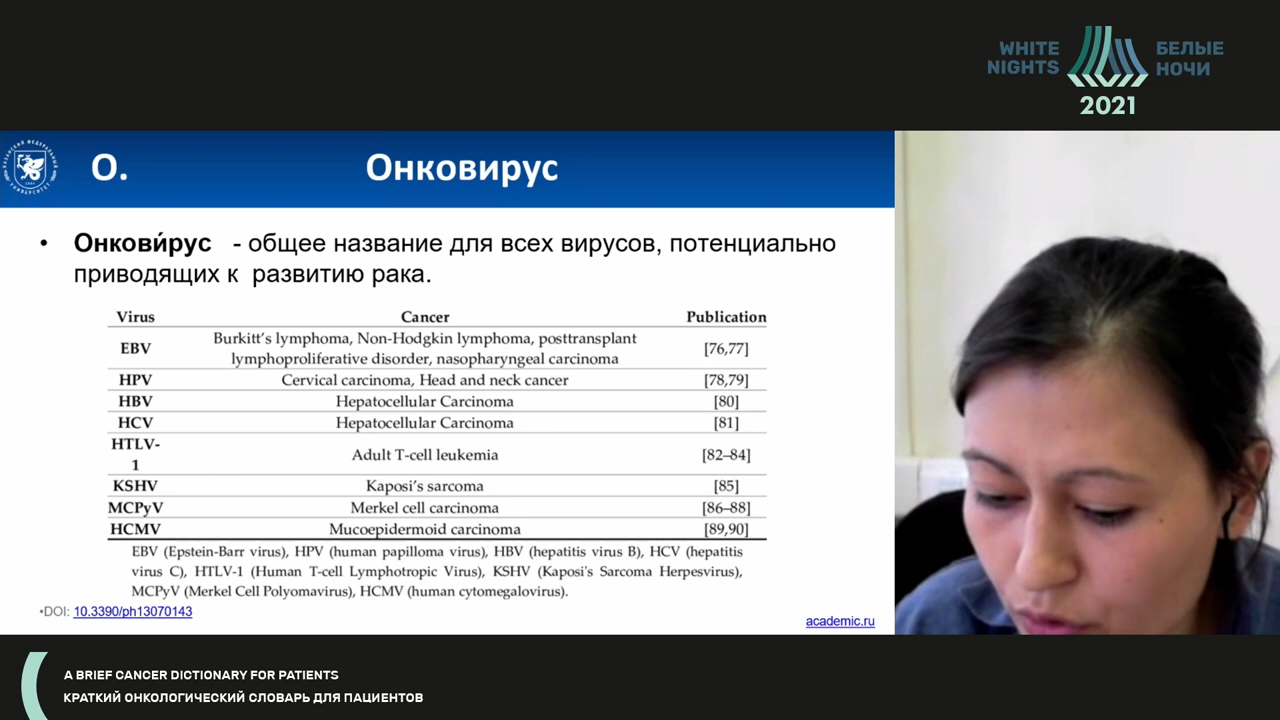 WHITE NIGHTS
БЕЛЫЕ НОЧИ
2021
КАЗАНСКИЙ ФЕДЕРАЛЬНЫЙ УНИВЕРСИТЕТ
О. Онковирус
• Онкови́рус - общее название для всех вирусов, потенциально
приводящих к развитию рака.
Virus Cancer Publication
EBV Burkitt's lymphoma, Non-Hodgkin lymphoma, posttransplant
lymphoproliferative disorder, nasopharyngeal carcinoma [76,77]
HPV Cervical carcinoma, Head and neck cancer [78,79]
HBV Hepatocellular Carcinoma [80]
HCV Hepatocellular Carcinoma [81]
HTLV-
1 Adult T-cell leukemia [82–84]
KSHV Kaposi's sarcoma [85]
MCPyV Merkel cell carcinoma [86–88]
HCMV Mucoepidermoid carcinoma [89,90]
EBV (Epstein-Barr virus), HPV (human papilloma virus), HBV (hepatitis virus B), HCV (hepatitis
virus C), HTLV-1 (Human T-cell Lymphotropic Virus), KSHV (Kaposi's Sarcoma Herpesvirus),
MCPyV (Merkel Cell Polyomavirus), HCMV (human cytomegalovirus).
•DOI: 10.3390/ph13070143
academic.ru
A BRIEF CANCER DICTIONARY FOR PATIENTS
КРАТКИЙ ОНКОЛОГИЧЕСКИЙ СЛОВАРЬ ДЛЯ ПАЦИЕНТОВ